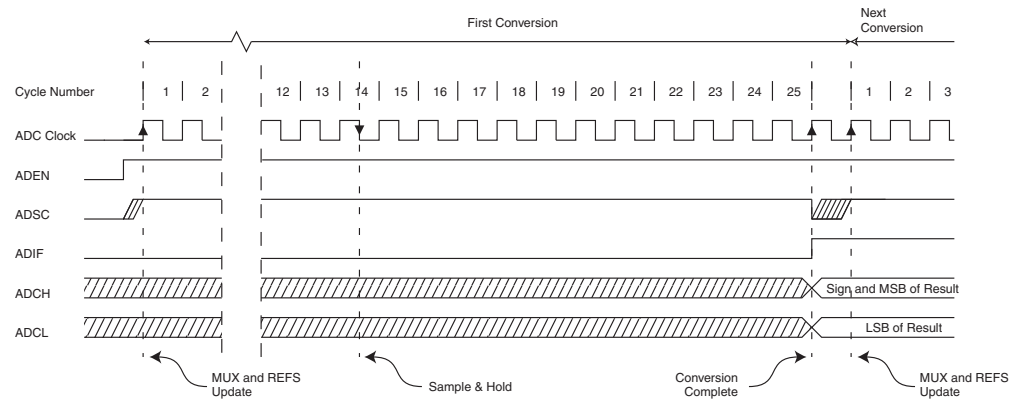 First Conversion
Next
Conversion
Cycle Number 1 2 12 13 14 15 16 17 18 19 20 21 22 23 24 25 1 2 3
ADC Clock
ADEN
ADSC
ADIF
ADCH Sign and MSB of Result
ADCL LSB of Result
MUX and REFS
Update
Sample & Hold
Conversion
Complete
MUX and REFS
Update